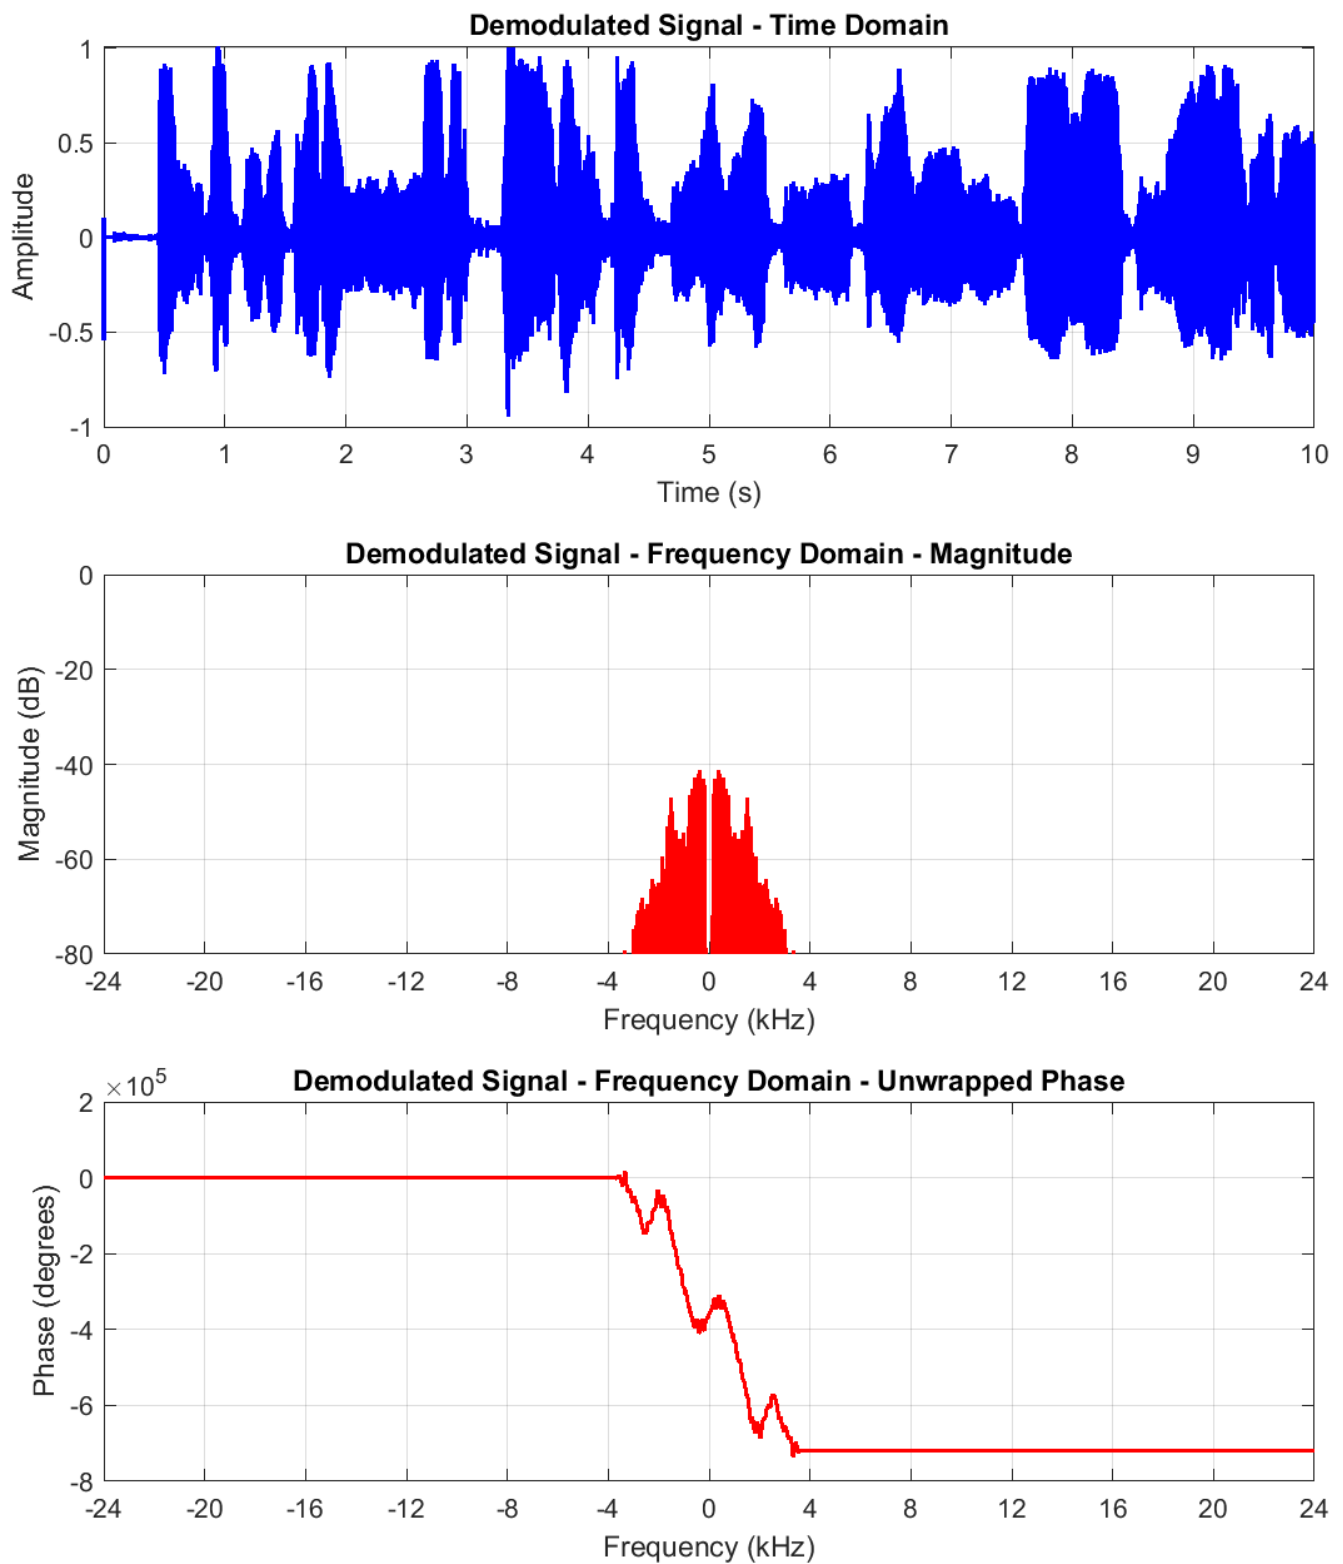 Demodulated Signal - Time Domain
1
0.5
0
-0.5
-1
Amplitude
0 1 2 3 4 5 6 7 8 9 10
Time (s)
Demodulated Signal - Frequency Domain - Magnitude
0
-20
-40
-60
-80
Magnitude (dB)
-24 -20 -16 -12 -8 -4 0 4 8 12 16 20 24
Frequency (kHz)
Demodulated Signal - Frequency Domain - Unwrapped Phase
×10⁵
2
0
-2
-4
-6
-8
Phase (degrees)
-24 -20 -16 -12 -8 -4 0 4 8 12 16 20 24
Frequency (kHz)